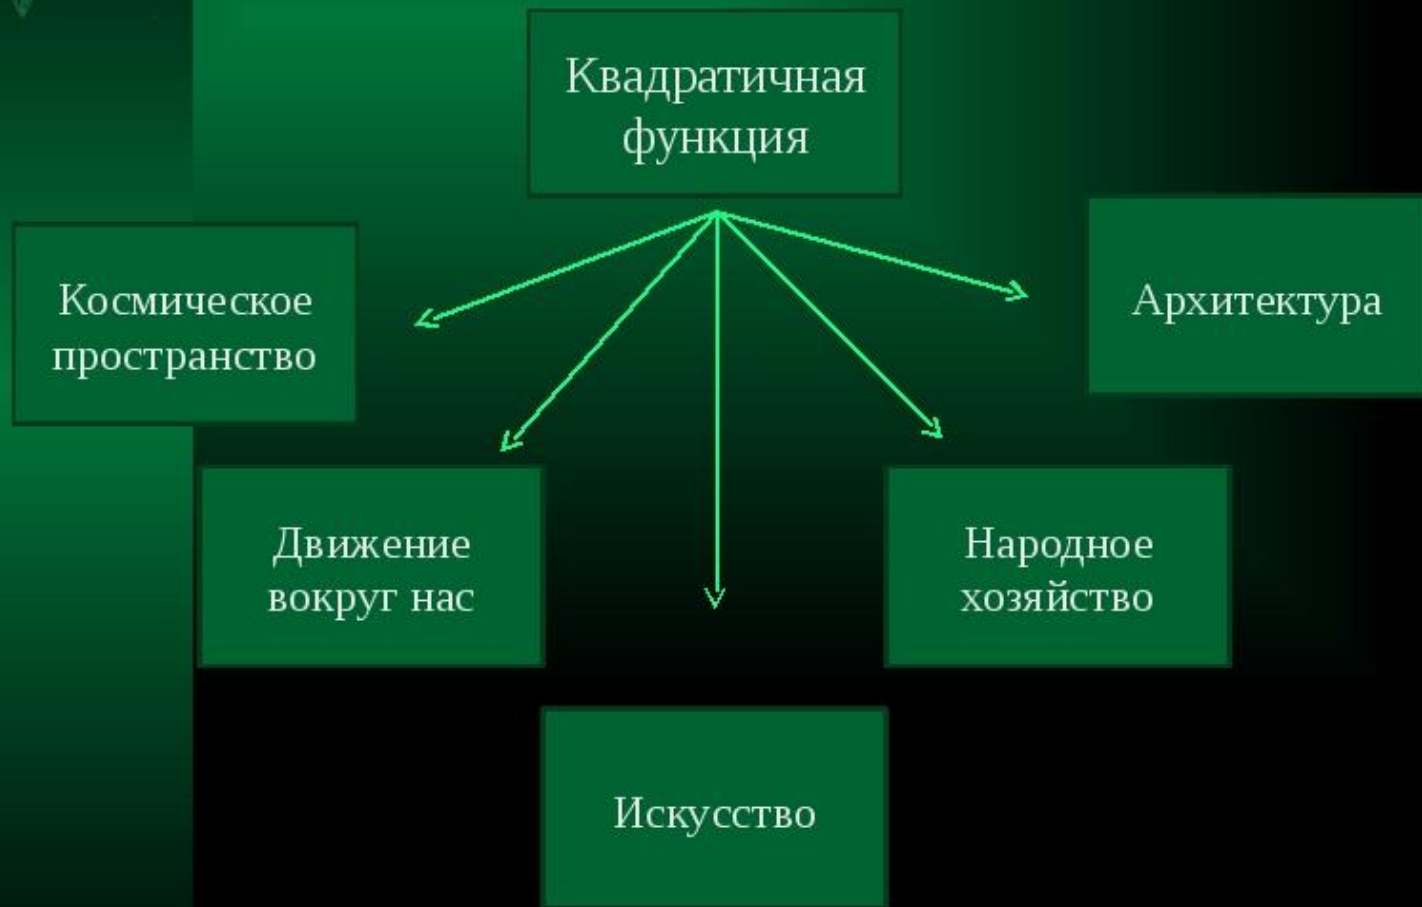 Квадратичная
функция
Космическое
пространство
Архитектура
Движение
вокруг нас
Народное
хозяйство
Искусство